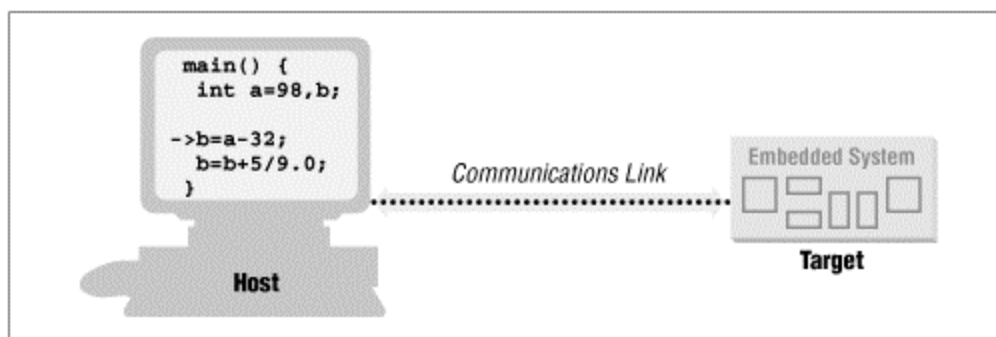 main() {
int a=98,b;
->b=a-32;
b=b+5/9.0;
}
Host
Communications Link
Embedded System
Target